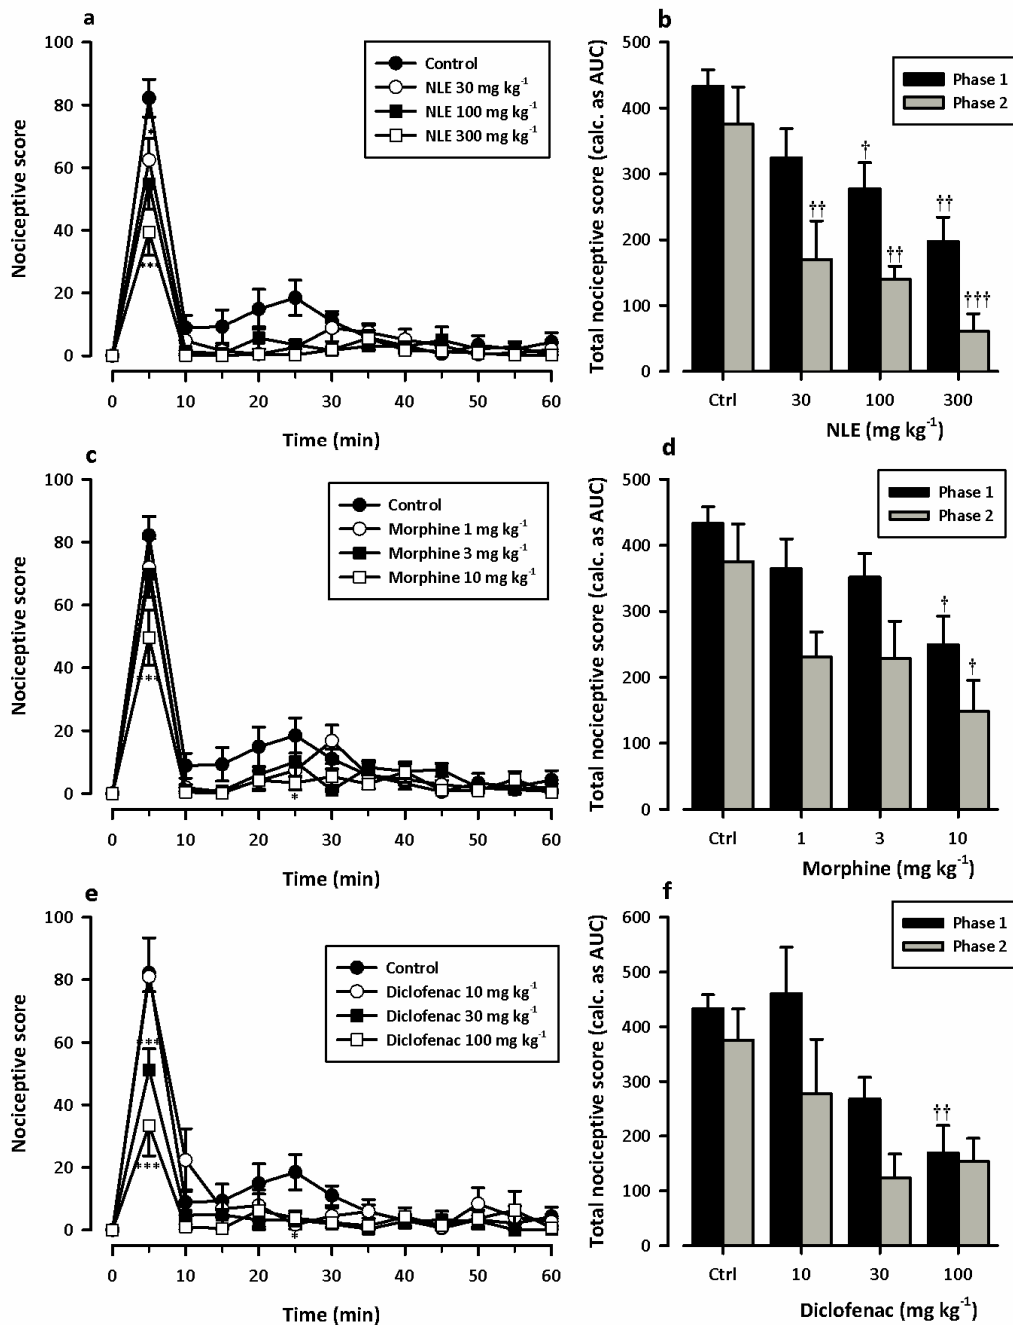 a
Nociceptive score
100
80
60
40
20
0
Control
NLE 30 mg kg⁻¹
NLE 100 mg kg⁻¹
NLE 300 mg kg⁻¹
*
***
0 10 20 30 40 50 60
Time (min)
b
Total nociceptive score (calc. as AUC)
500
400
300
200
100
0
Phase 1
Phase 2
††
†
††
††
†††
Ctrl 30 100 300
NLE (mg kg⁻¹)
c
Nociceptive score
100
80
60
40
20
0
Control
Morphine 1 mg kg⁻¹
Morphine 3 mg kg⁻¹
Morphine 10 mg kg⁻¹
***
*
0 10 20 30 40 50 60
Time (min)
d
Total nociceptive score (calc. as AUC)
500
400
300
200
100
0
Phase 1
Phase 2
†
†
Ctrl 1 3 10
Morphine (mg kg⁻¹)
e
Nociceptive score
100
80
60
40
20
0
Control
Diclofenac 10 mg kg⁻¹
Diclofenac 30 mg kg⁻¹
Diclofenac 100 mg kg⁻¹
***
***
*
0 10 20 30 40 50 60
Time (min)
f
Total nociceptive score (calc. as AUC)
600
500
400
300
200
100
0
Phase 1
Phase 2
††
Ctrl 10 30 100
Diclofenac (mg kg⁻¹)